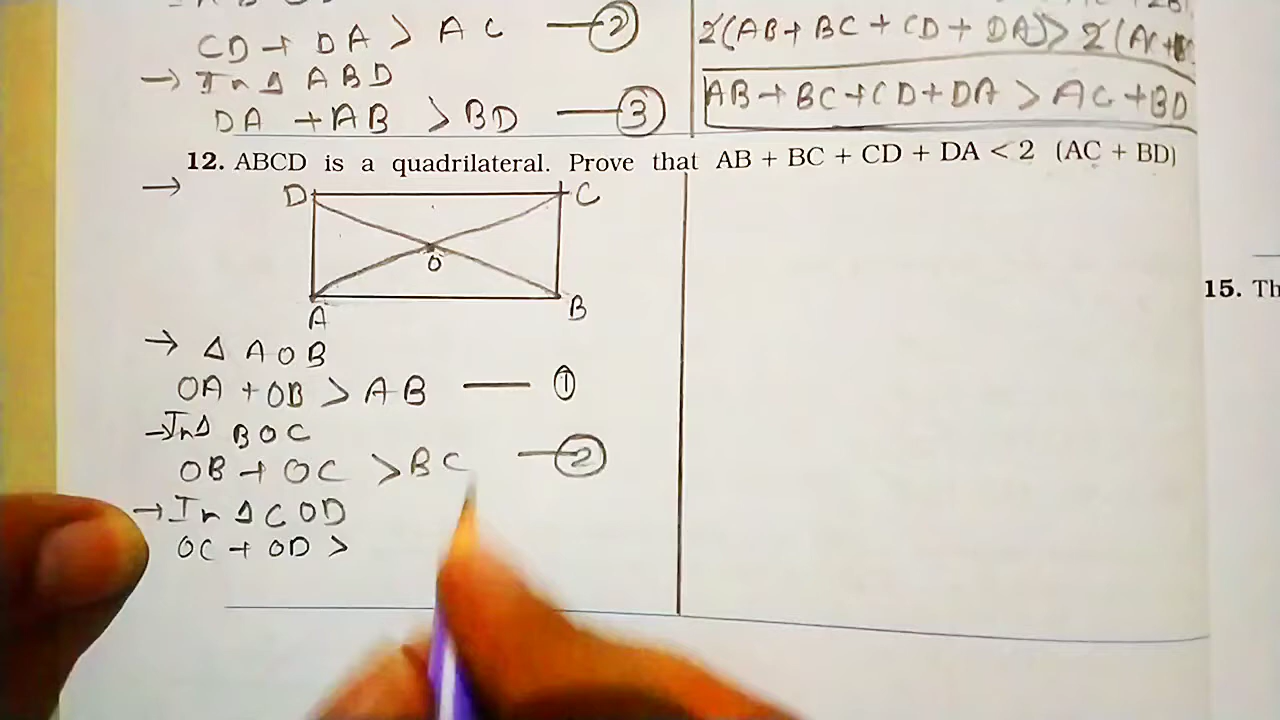 CD + DA > AC — 2
→ In Δ ABD
DA + AB > BD — 3
2(AB + BC + CD + DA) > 2(AC +
AB + BC + CD + DA > AC + BD
12. ABCD is a quadrilateral. Prove that AB + BC + CD + DA < 2 (AC + BD)
→
D C
O
A B
→ Δ AOB
OA + OB > AB — 1
→ In Δ BOC
OB + OC > BC — 2
→ In Δ COD
OC + OD >
15. Th